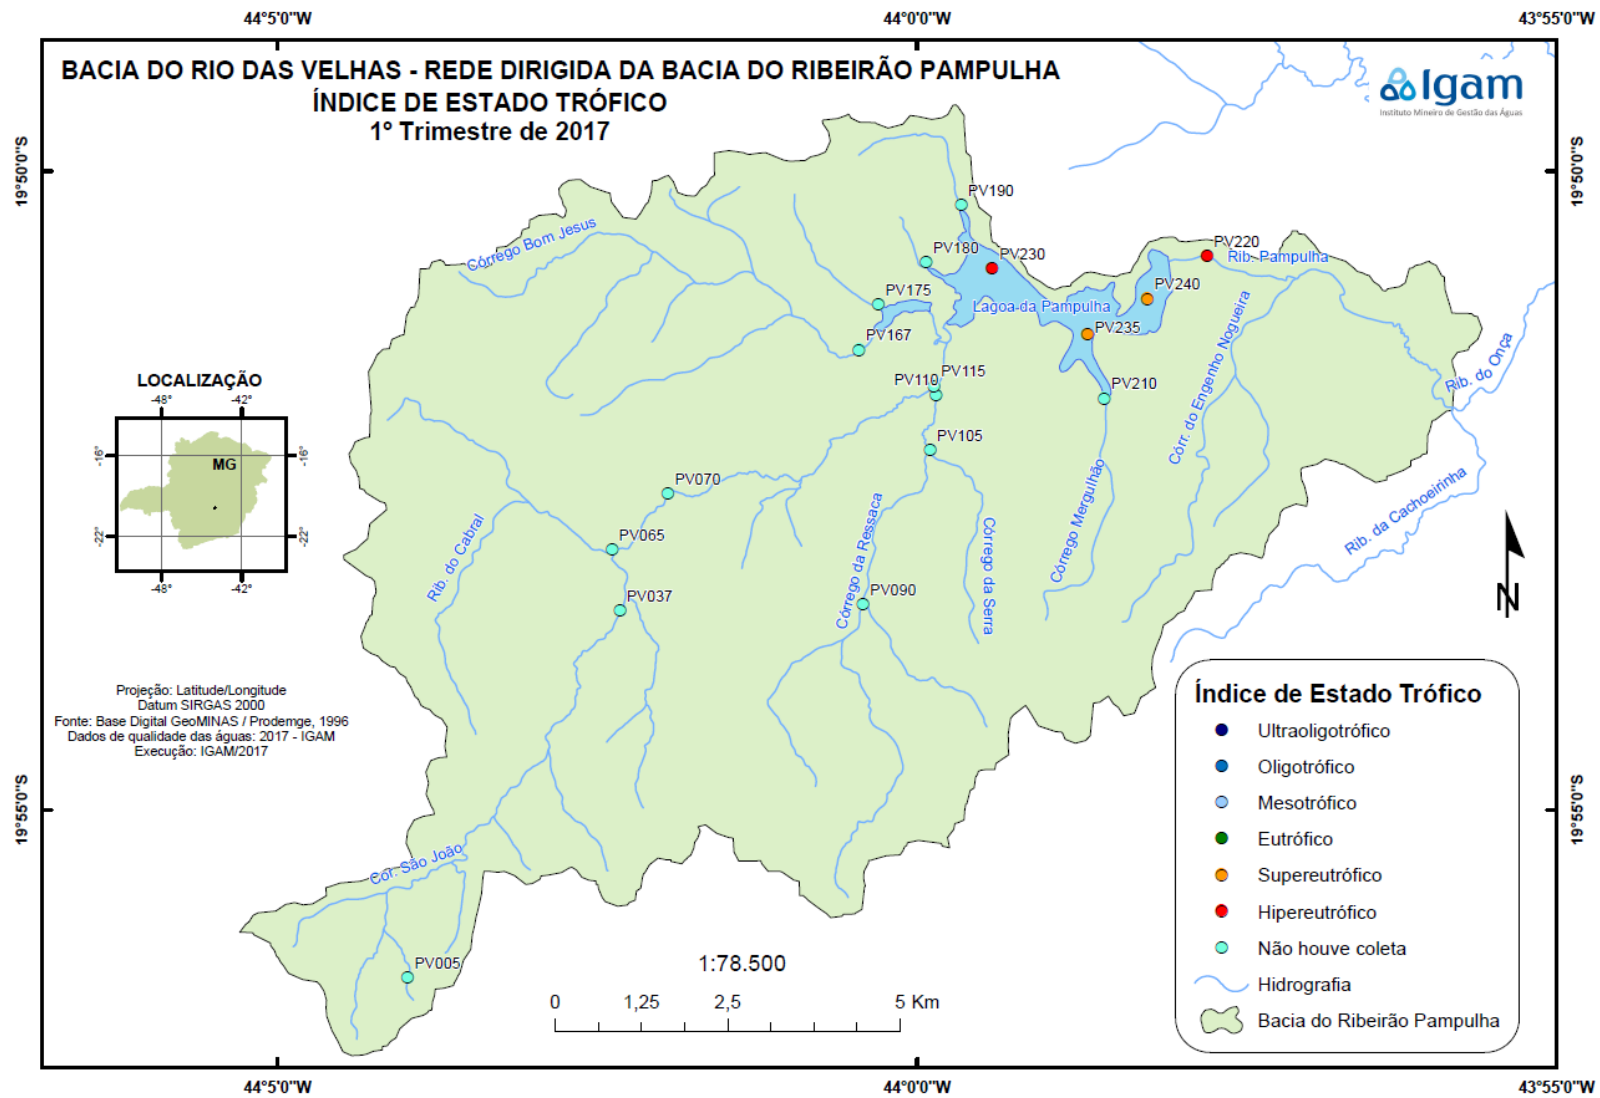 44°5'0"W
44°0'0"W
43°55'0"W
BACIA DO RIO DAS VELHAS - REDE DIRIGIDA DA BACIA DO RIBEIRÃO PAMPULHA
ÍNDICE DE ESTADO TRÓFICO
1° Trimestre de 2017
Igam
Instituto Mineiro de Gestão das Águas
19°50'0"S
19°50'0"S
PV190
Córrego Bom Jesus
PV180
PV230
PV220
Rib. Pampulha
PV240
PV175
Lagoa da Pampulha
PV235
PV167
Córr. do Engenho Nogueira
Rib. do Onça
PV115
PV110
PV210
LOCALIZAÇÃO
-48°
-42°
-16°
MG
-16°
-22°
-22°
-48°
-42°
PV105
PV070
Córrego Mergulhão
Rib. da Cachoeirinha
Rib. do Cabral
PV065
Córrego da Ressaca
Córrego da Serra
PV037
PV090
N
Projeção: Latitude/Longitude
Datum SIRGAS 2000
Fonte: Base Digital GeoMINAS / Prodemge, 1996
Dados de qualidade das águas: 2017 - IGAM
Execução: IGAM/2017
Índice de Estado Trófico
Ultraoligotrófico
Oligotrófico
Mesotrófico
Eutrófico
Supereutrófico
Hipereutrófico
Não houve coleta
Hidrografia
Bacia do Ribeirão Pampulha
19°55'0"S
19°55'0"S
Cór. São João
PV005
1:78.500
0 1,25 2,5 5 Km
44°5'0"W
44°0'0"W
43°55'0"W